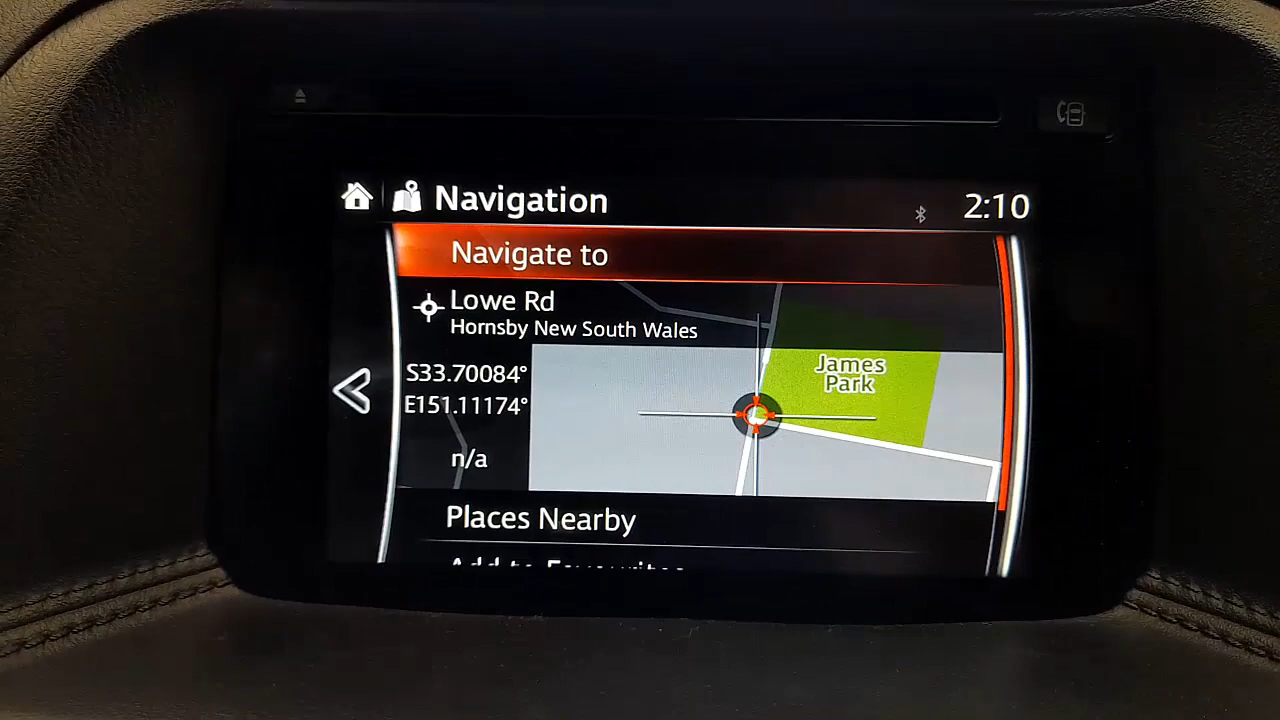 Navigation
2:10
Navigate to
Lowe Rd
Hornsby New South Wales
S33.70084°
E151.11174°
James
Park
n/a
Places Nearby
Add to Favourites